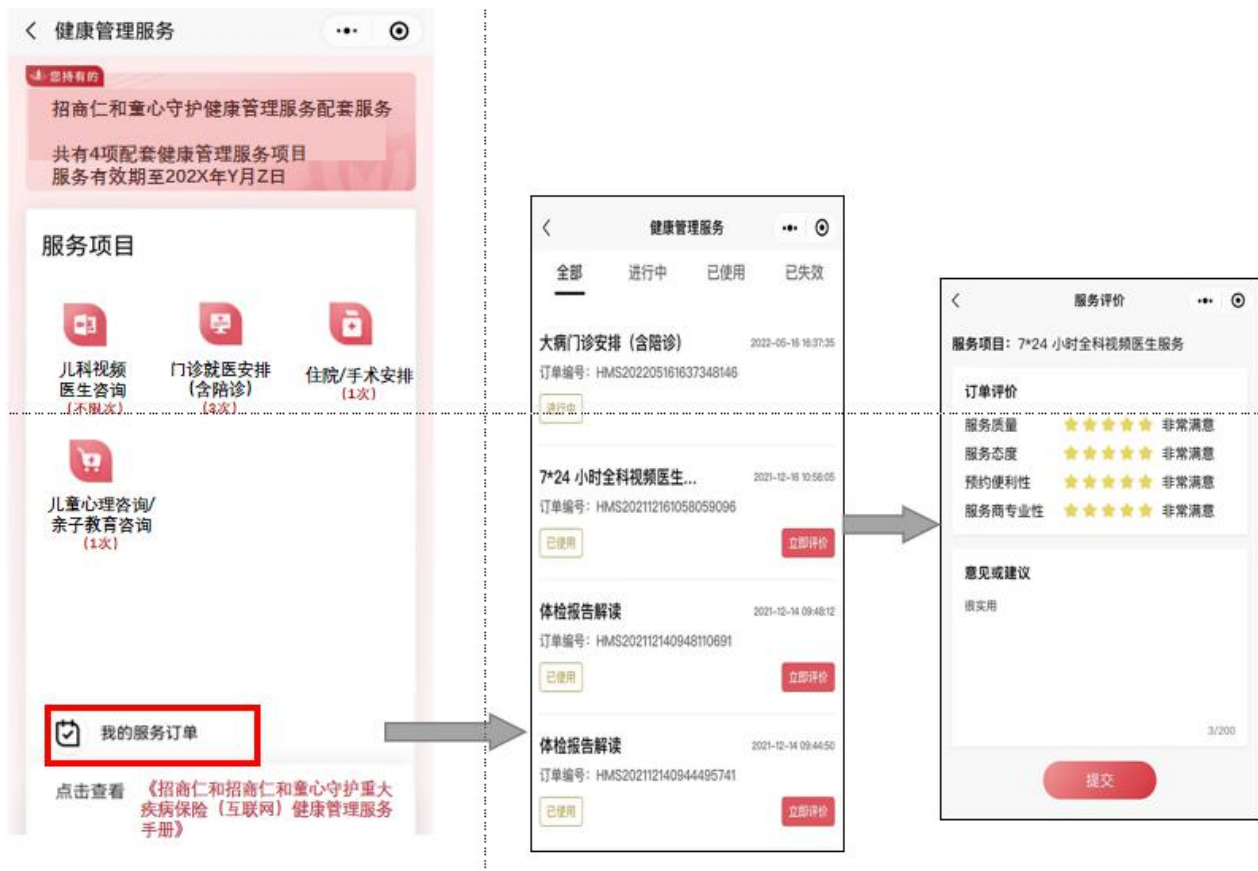 健康管理服务
您持有的
招商仁和童心守护健康管理服务配套服务
共有4项配套健康管理服务项目
服务有效期至202X年Y月Z日
服务项目
儿科视频
医生咨询
(不限次)
门诊就医安排
(含陪诊)
(3次)
住院/手术安排
(1次)
儿童心理咨询/
亲子教育咨询
(1次)
我的服务订单
点击查看 《招商仁和招商仁和童心守护重大
疾病保险（互联网）健康管理服务
手册》
健康管理服务
全部 进行中 已使用 已失效
大病门诊安排（含陪诊） 2022-05-16 16:37:35
订单编号：HMS202205161637348146
进行中
7*24 小时全科视频医生... 2021-12-16 10:58:05
订单编号：HMS202112161058059096
已使用 立即评价
体检报告解读 2021-12-14 09:48:12
订单编号：HMS202112140948110691
已使用 立即评价
体检报告解读 2021-12-14 09:44:50
订单编号：HMS202112140944495741
已使用 立即评价
服务评价
服务项目：7*24 小时全科视频医生服务
订单评价
服务质量 非常满意
服务态度 非常满意
预约便利性 非常满意
服务商专业性 非常满意
意见或建议
很实用
3/200
提交